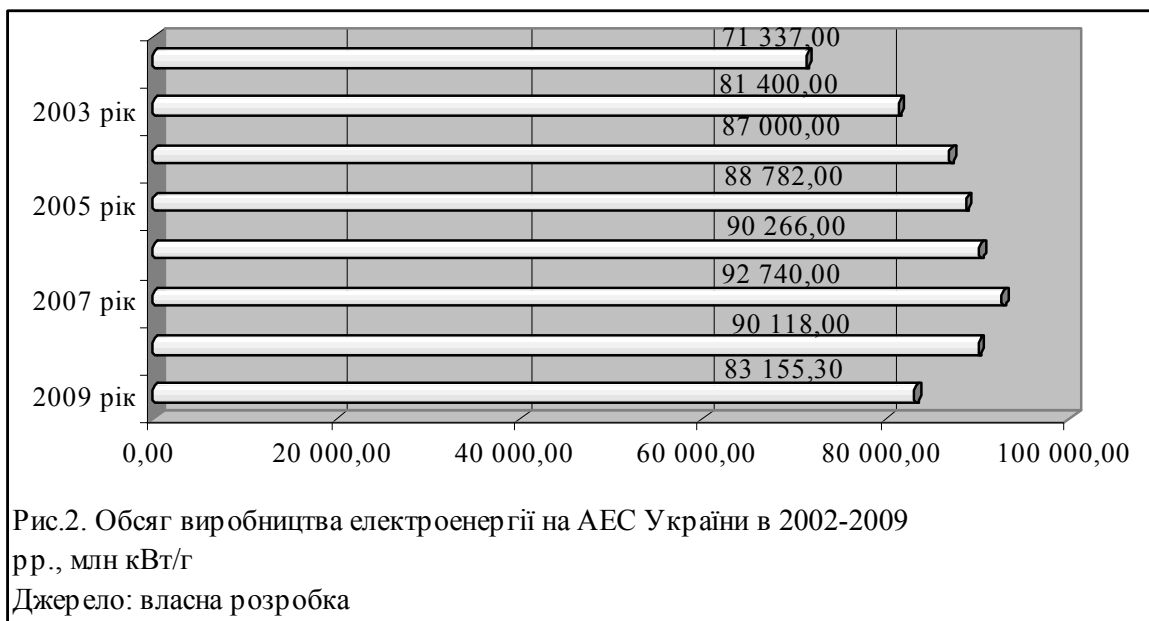 71 337,00
81 400,00
2003 рік
87 000,00
88 782,00
2005 рік
90 266,00
92 740,00
2007 рік
90 118,00
83 155,30
2009 рік
0,00 20 000,00 40 000,00 60 000,00 80 000,00 100 000,00
Рис.2. Обсяг виробництва електроенергії на АЕС України в 2002-2009
рр., млн кВт/г
Джерело: власна розробка